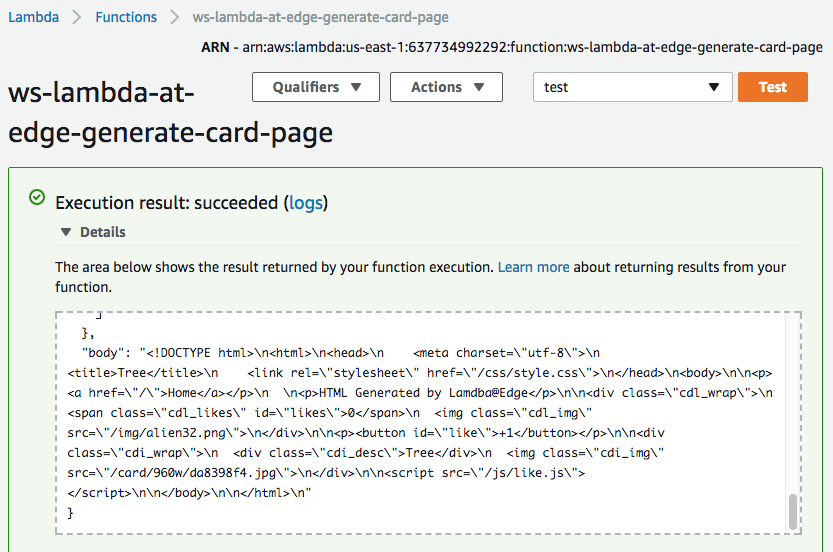 Lambda > Functions > ws-lambda-at-edge-generate-card-page
ARN - arn:aws:lambda:us-east-1:637734992292:function:ws-lambda-at-edge-generate-card-page
ws-lambda-at-
edge-generate-card-page
Qualifiers Actions test Test
Execution result: succeeded (logs)
Details
The area below shows the result returned by your function execution. Learn more about returning results from your
function.
]
},
"body": "<!DOCTYPE html>\n<html>\n<head>\n    <meta charset=\"utf-8\">\n
<title>Tree</title>\n    <link rel=\"stylesheet\" href=\"/css/style.css\">\n</head>\n<body>\n\n<p>
<a href=\"/\">Home</a></p>\n  \n<p>HTML Generated by Lamdba@Edge</p>\n\n<div class=\"cdl_wrap\">\n
<span class=\"cdl_likes\" id=\"likes\">0</span>\n  <img class=\"cdl_img\"
src=\"/img/alien32.png\">\n</div>\n\n<p><button id=\"like\">+1</button></p>\n\n<div
class=\"cdi_wrap\">\n  <div class=\"cdi_desc\">Tree</div>\n  <img class=\"cdi_img\"
src=\"/card/960w/da8398f4.jpg\">\n</div>\n\n<script src=\"/js/like.js\">
</script>\n\n</body>\n\n</html>\n"
}